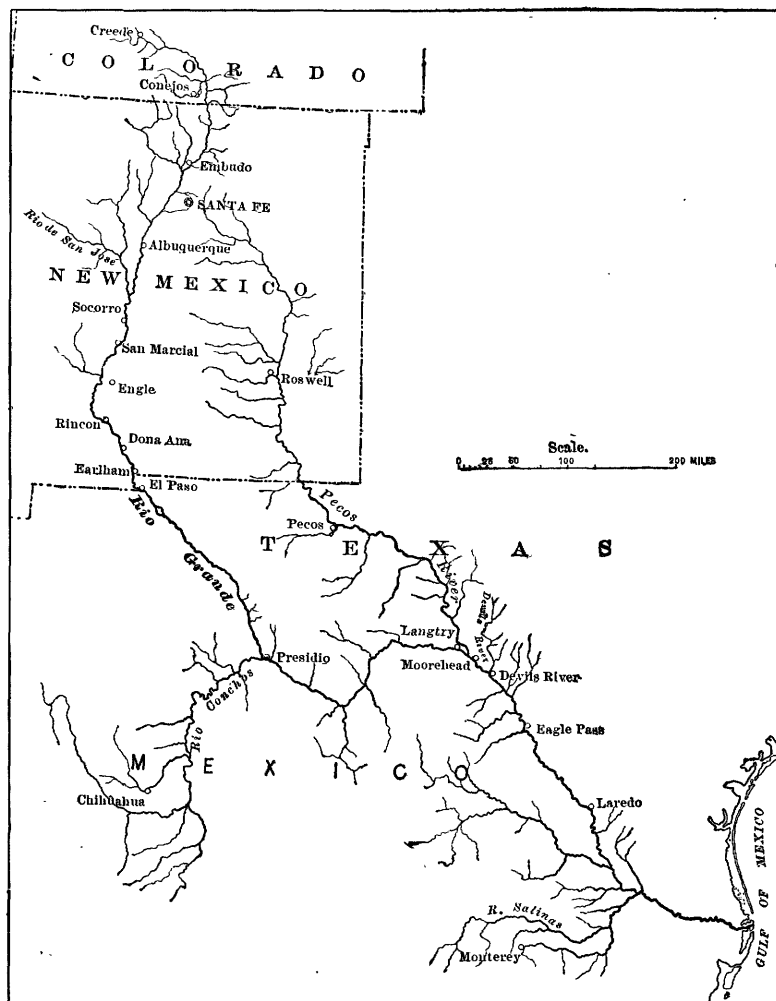 Creede
COLORADO
Conejos
Embudo
SANTA FE
Rio de San José
Albuquerque
NEW MEXICO
Socorro
San Marcial
Roswell
Engle
Rincon
Dona Ana
Scale.
0 25 50 100 200 MILES
Earlham
El Paso
Rio Grande
Pecos River
Pecos
TEXAS
Devils River
Langtry
Moorehead
Devils River
Presidio
Rio Conchos
Eagle Pass
MEXICO
Chihuahua
Laredo
GULF OF MEXICO
R. Salinas
Monterey